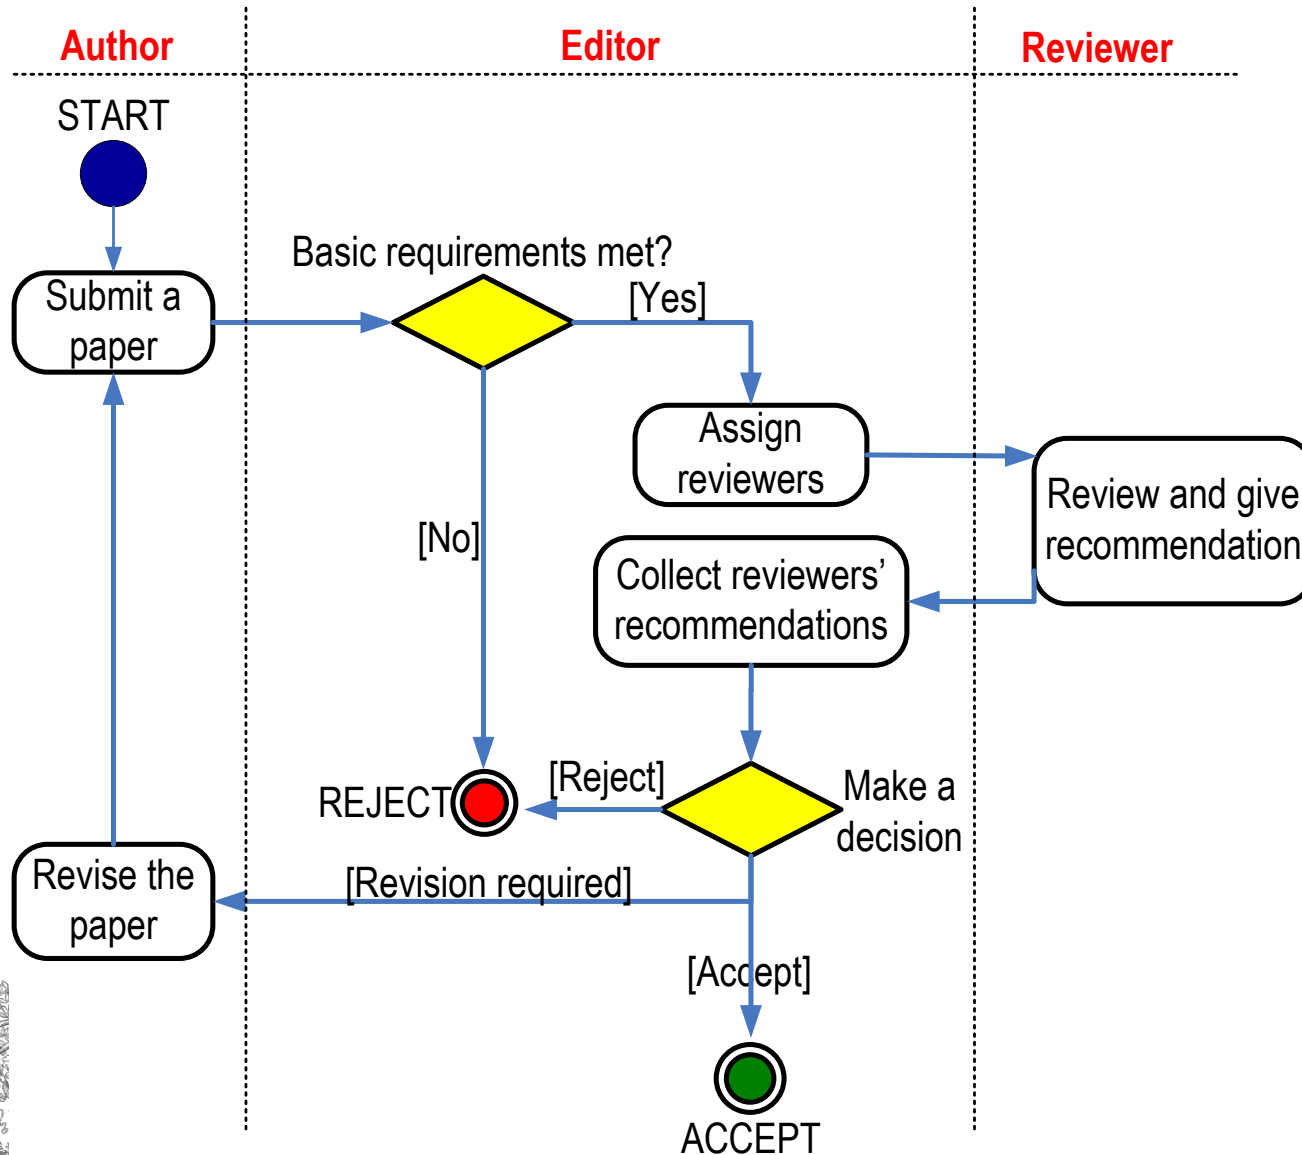 Author
Editor
Reviewer
START
Basic requirements met?
[Yes]
Submit a
paper
Assign
reviewers
Review and give
recommendation
[No]
Collect reviewers’
recommendations
[Reject]
REJECT
Make a
decision
Revise the
paper
[Revision required]
[Accept]
ACCEPT